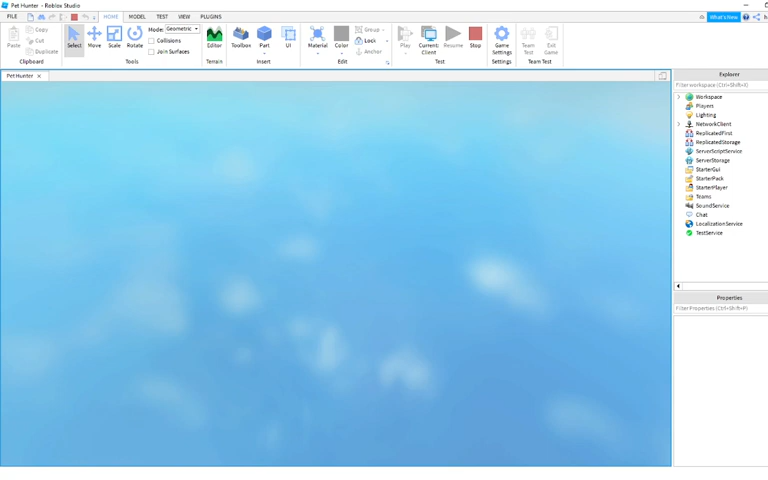 Pet Hunter - Roblox Studio
FILE HOME MODEL TEST VIEW PLUGINS What's New
Paste Copy Cut Duplicate Clipboard
Select Move Scale Rotate Mode: Geometric Collisions Join Surfaces Tools
Editor Terrain
Toolbox Part UI Insert
Material Color Group Lock Anchor Edit
Play Current: Client Resume Stop Test
Game Settings Settings
Team Test Exit Game Team Test
Pet Hunter
Explorer
Filter workspace (Ctrl+Shift+X)
Workspace
Players
Lighting
NetworkClient
ReplicatedFirst
ReplicatedStorage
ServerScriptService
ServerStorage
StarterGui
StarterPack
StarterPlayer
Teams
SoundService
Chat
LocalizationService
TestService
Properties
Filter Properties (Ctrl+Shift+P)